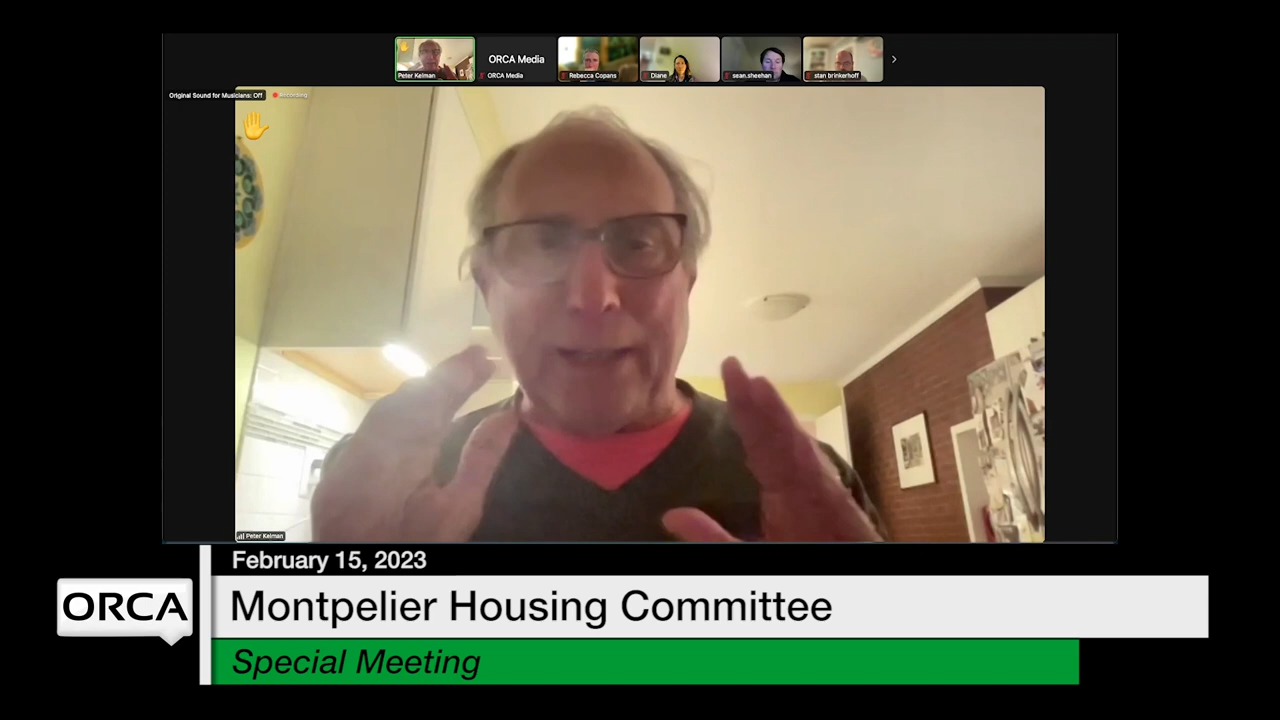 ORCA Media
Peter Kelman
ORCA Media
Rebecca Copans
Diane
sean.sheehan
stan brinkerhoff
Original Sound for Musicians: Off
Recording
Peter Kelman
February 15, 2023
ORCA
Montpelier Housing Committee
Special Meeting